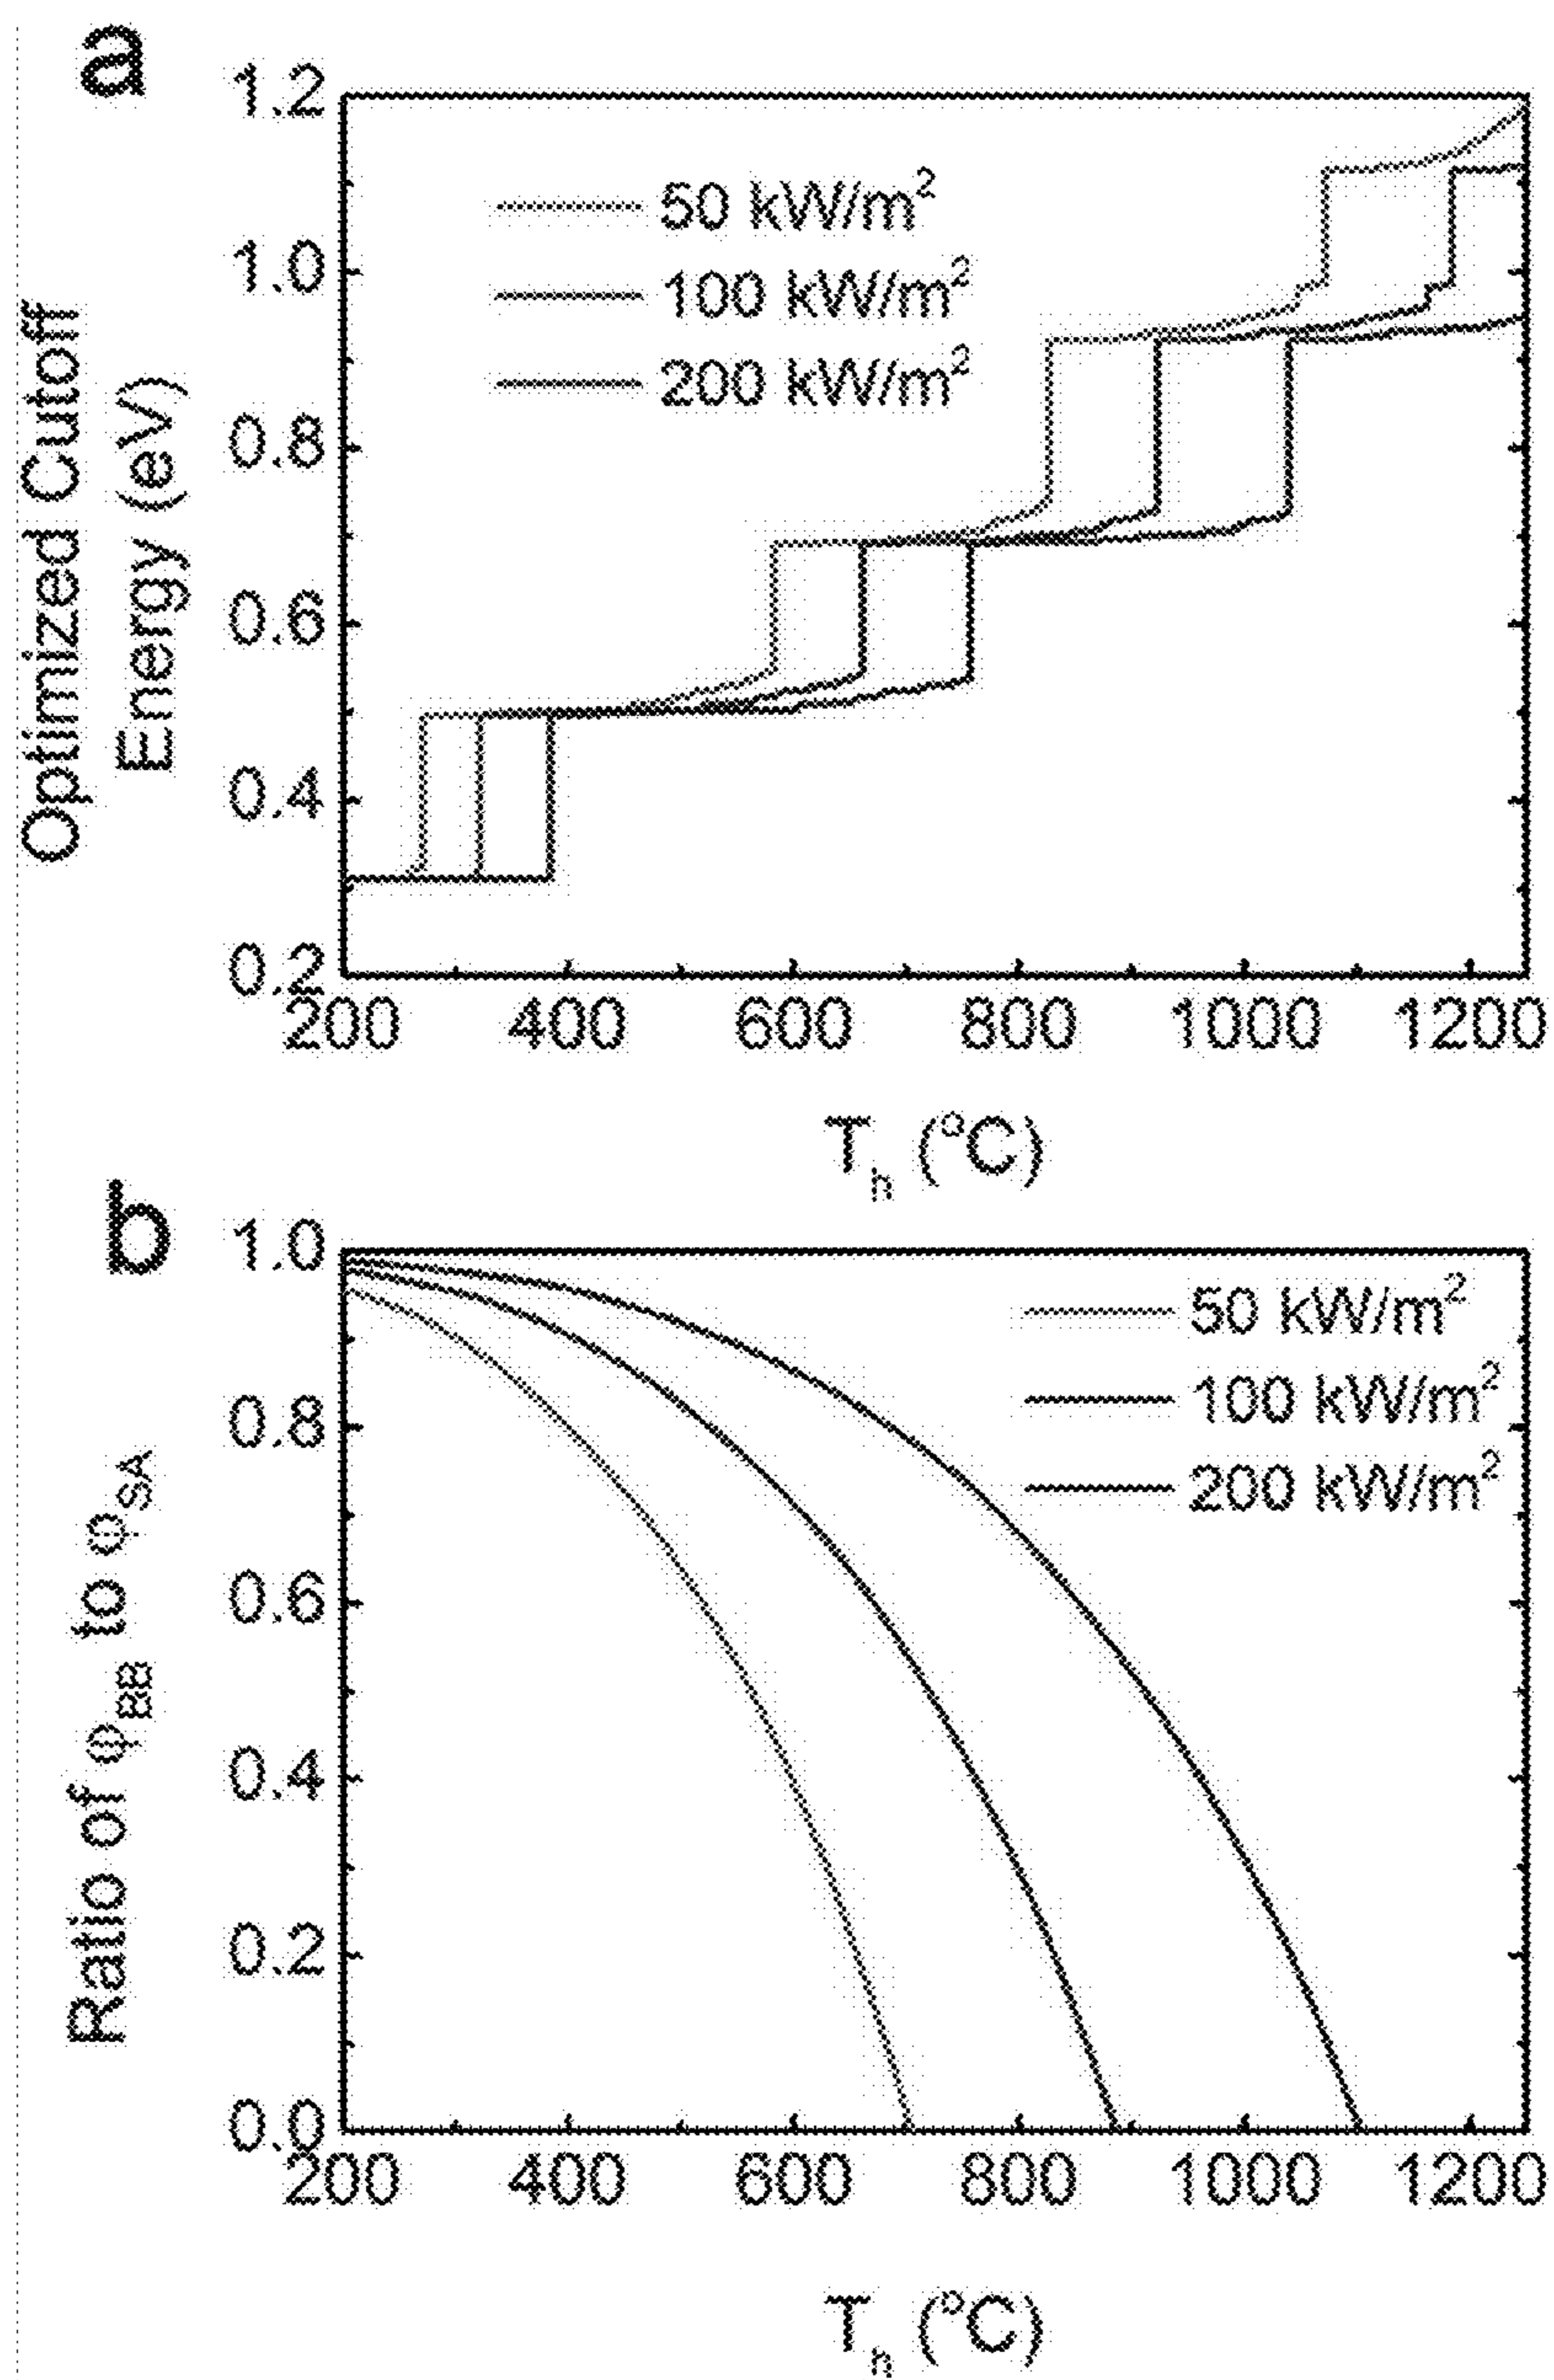 a
Optimized Cutoff
Energy (eV)
1.2
1.0
0.8
0.6
0.4
0.2
50 kW/m²
100 kW/m²
200 kW/m²
200 400 600 800 1000 1200
Tₕ (°C)
b
Ratio of φ_BB to φ_SA
1.0
0.8
0.6
0.4
0.2
0.0
50 kW/m²
100 kW/m²
200 kW/m²
200 400 600 800 1000 1200
Tₕ (°C)